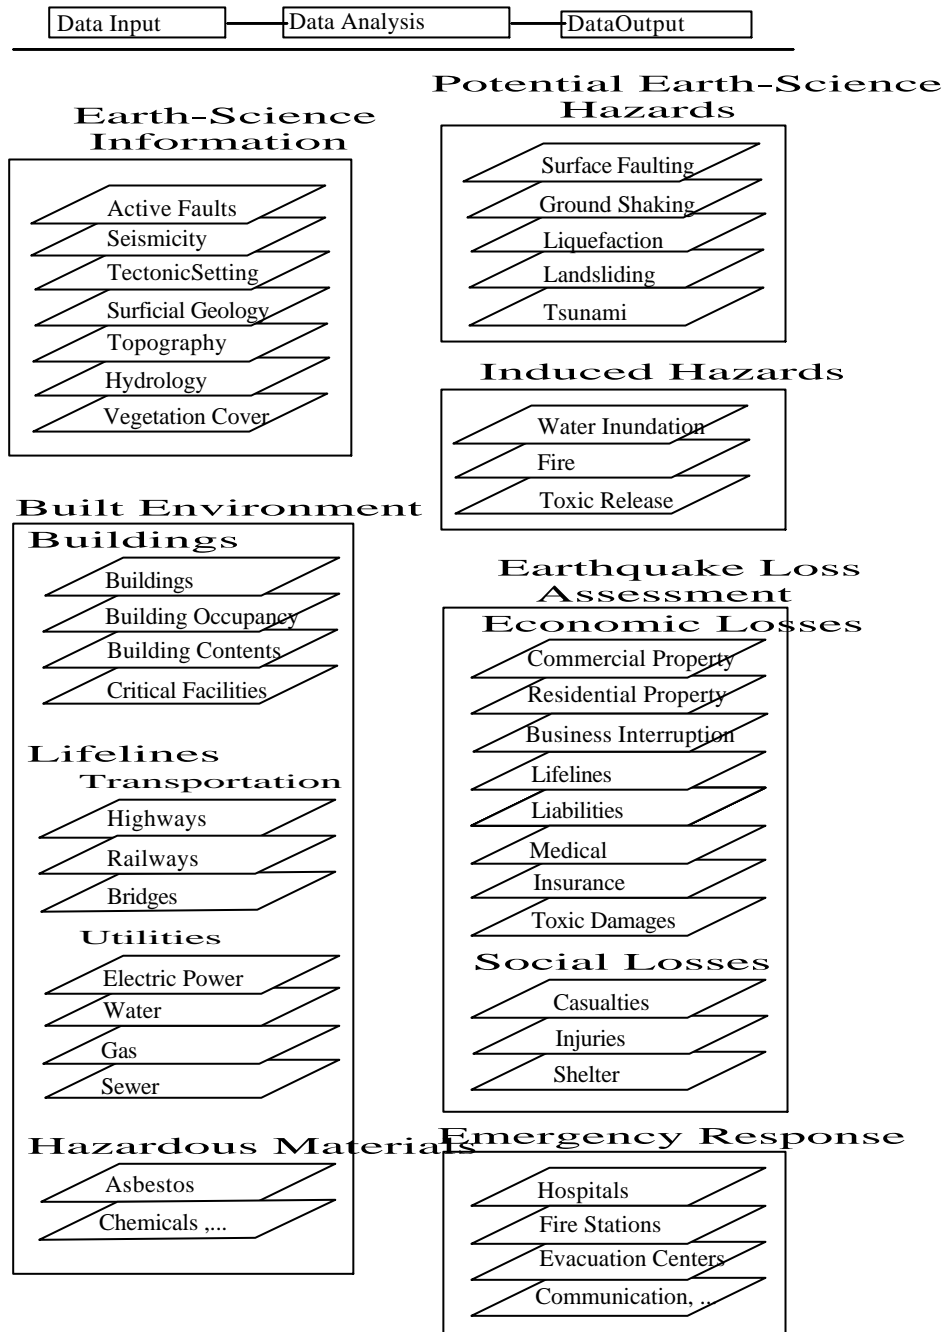 Data Input
Data Analysis
DataOutput
Earth-Science
Information
Active Faults
Seismicity
TectonicSetting
Surficial Geology
Topography
Hydrology
Vegetation Cover
Built Environment
Buildings
Buildings
Building Occupancy
Building Contents
Critical Facilities
Lifelines
Transportation
Highways
Railways
Bridges
Utilities
Electric Power
Water
Gas
Sewer
Hazardous Materials
Asbestos
Chemicals ,...
Potential Earth-Science
Hazards
Surface Faulting
Ground Shaking
Liquefaction
Landsliding
Tsunami
Induced Hazards
Water Inundation
Fire
Toxic Release
Earthquake Loss
Assessment
Economic Losses
Commercial Property
Residential Property
Business Interruption
Lifelines
Liabilities
Medical
Insurance
Toxic Damages
Social Losses
Casualties
Injuries
Shelter
Emergency Response
Hospitals
Fire Stations
Evacuation Centers
Communication, ...